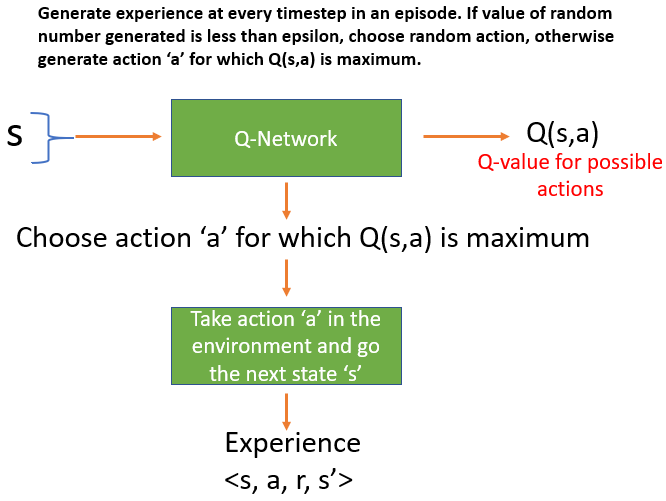 Generate experience at every timestep in an episode. If value of random
number generated is less than epsilon, choose random action, otherwise
generate action ‘a’ for which Q(s,a) is maximum.
s
Q-Network
Q(s,a)
Q-value for possible
actions
Choose action ‘a’ for which Q(s,a) is maximum
Take action ‘a’ in the
environment and go
the next state ‘s’
Experience
<s, a, r, s’>